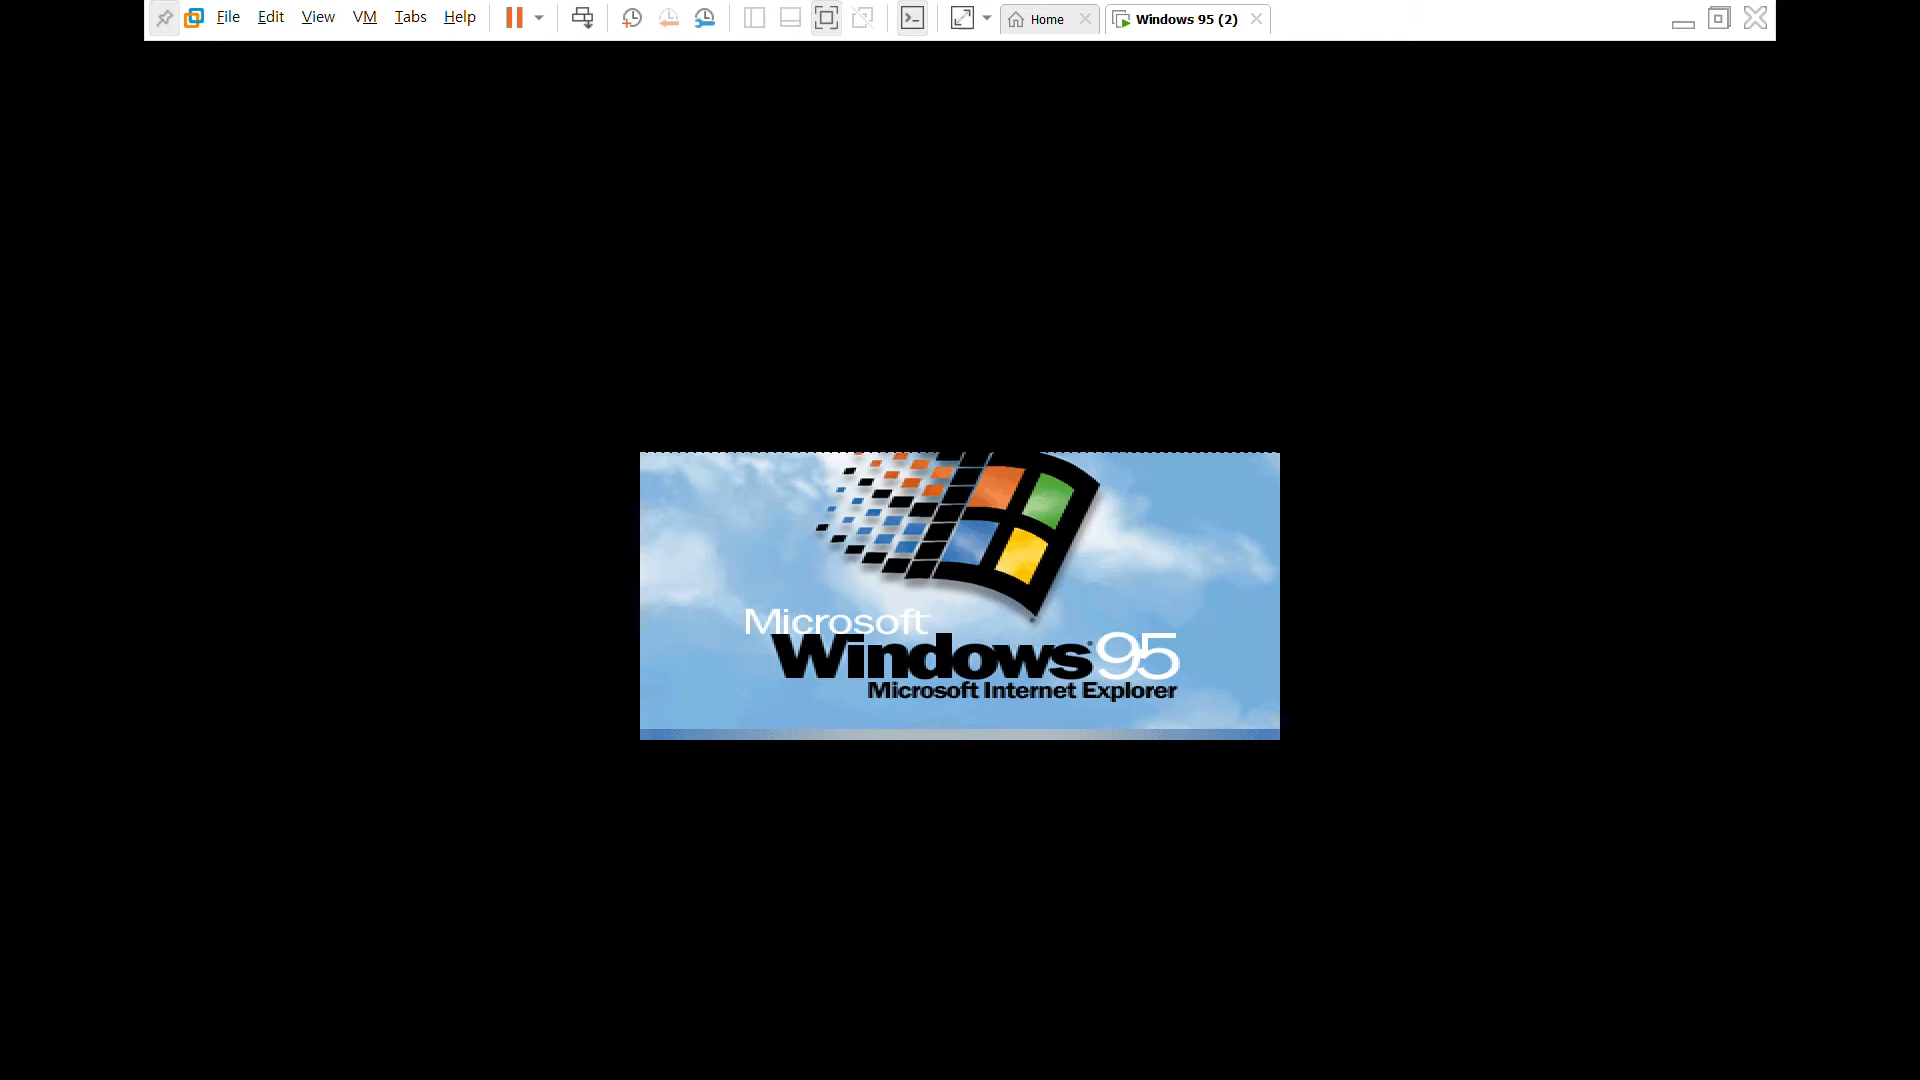 File Edit View VM Tabs Help Home Windows 95 (2)
Microsoft
Windows 95
Microsoft Internet Explorer